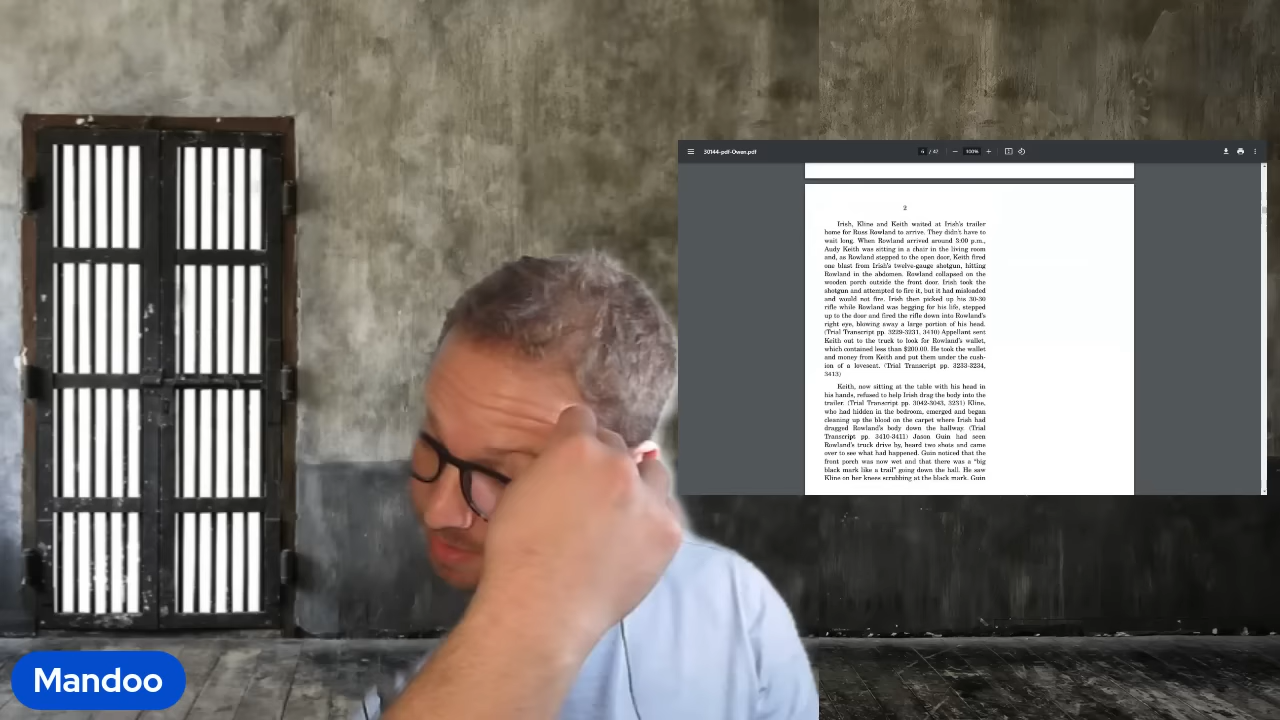 30144-pdf-Owen.pdf
6 / 47
100%
2
Irish, Kline and Keith waited at Irish's trailer
home for Russ Rowland to arrive. They didn't have to
wait long. When Rowland arrived around 3:00 p.m.,
Audy Keith was sitting in a chair in the living room
and, as Rowland stepped to the open door, Keith fired
one blast from Irish's twelve-gauge shotgun, hitting
Rowland in the abdomen. Rowland collapsed on the
wooden porch outside the front door. Irish took the
shotgun and attempted to fire it, but it had misloaded
and would not fire. Irish then picked up his 30-30
rifle while Rowland was begging for his life, stepped
up to the door and fired the rifle down into Rowland's
right eye, blowing away a large portion of his head.
(Trial Transcript pp. 3229-3231, 3410) Appellant sent
Keith out to the truck to look for Rowland's wallet,
which contained less than $200.00. He took the wallet
and money from Keith and put them under the cush-
ion of a loveseat. (Trial Transcript pp. 3233-3234,
3413)
Keith, now sitting at the table with his head in
his hands, refused to help Irish drag the body into the
trailer. (Trial Transcript pp. 3042-3043, 3231) Kline,
who had hidden in the bedroom, emerged and began
cleaning up the blood on the carpet where Irish had
dragged Rowland's body down the hallway. (Trial
Transcript pp. 3410-3411) Jason Guin had seen
Rowland's truck drive by, heard two shots and came
over to see what had happened. Guin noticed that the
front porch was now wet and that there was a "big
black mark like a trail" going down the hall. He saw
Kline on her knees scrubbing at the black mark. Guin
Mandoo